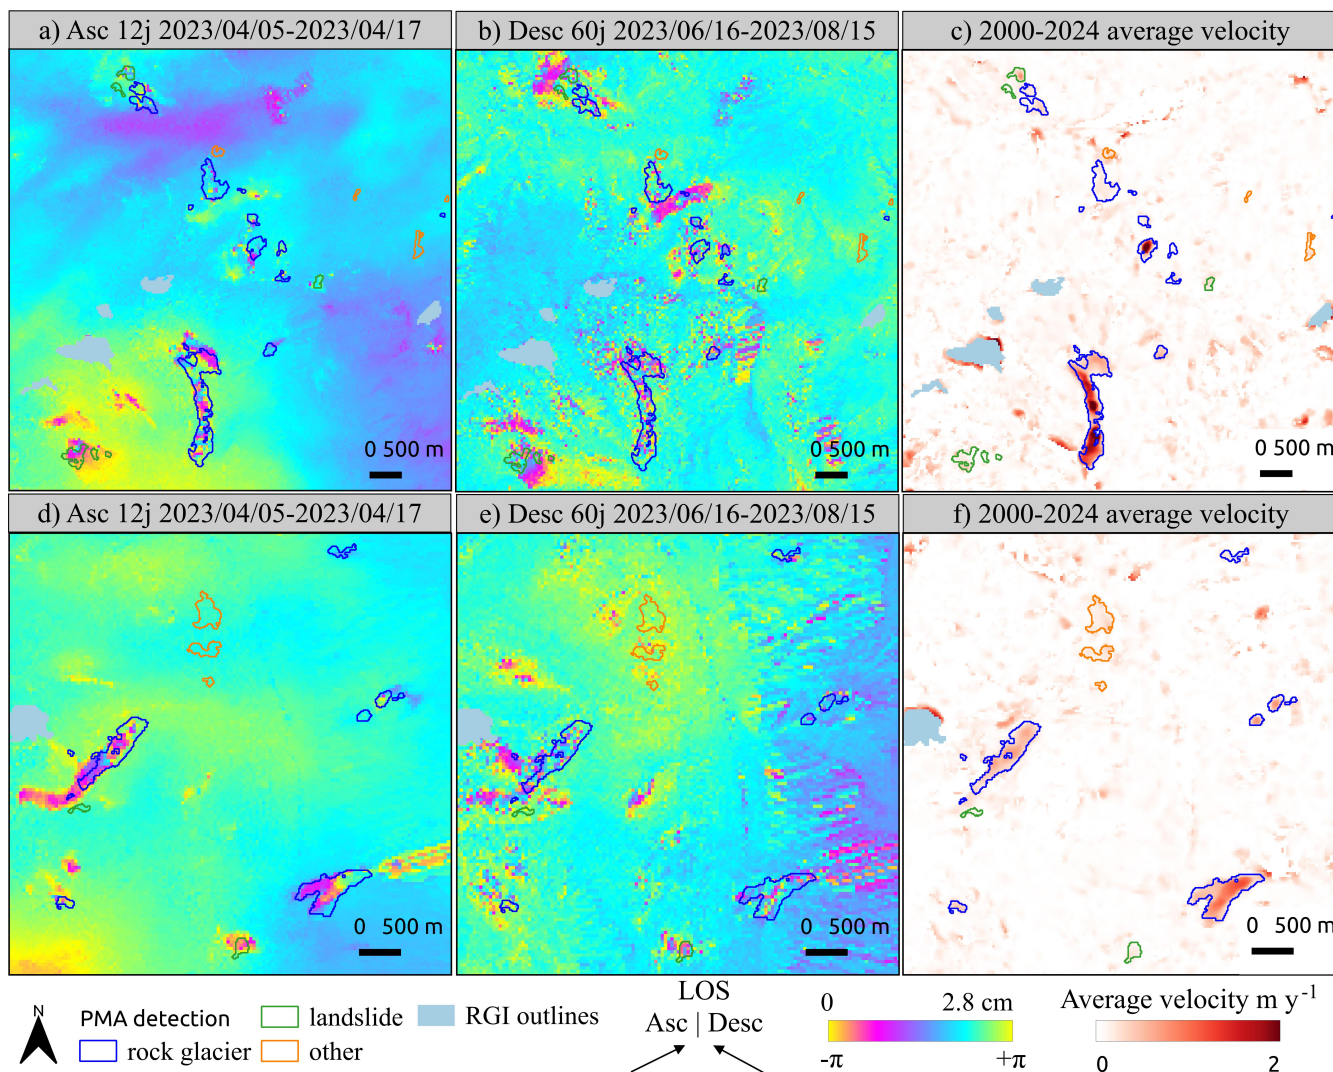 a) Asc 12j 2023/04/05-2023/04/17
b) Desc 60j 2023/06/16-2023/08/15
c) 2000-2024 average velocity
0 500 m
0 500 m
0 500 m
d) Asc 12j 2023/04/05-2023/04/17
e) Desc 60j 2023/06/16-2023/08/15
f) 2000-2024 average velocity
0 500 m
0 500 m
0 500 m
N
PMA detection
rock glacier
landslide
other
RGI outlines
LOS
Asc | Desc
0 2.8 cm
-π +π
Average velocity m y⁻¹
0 2